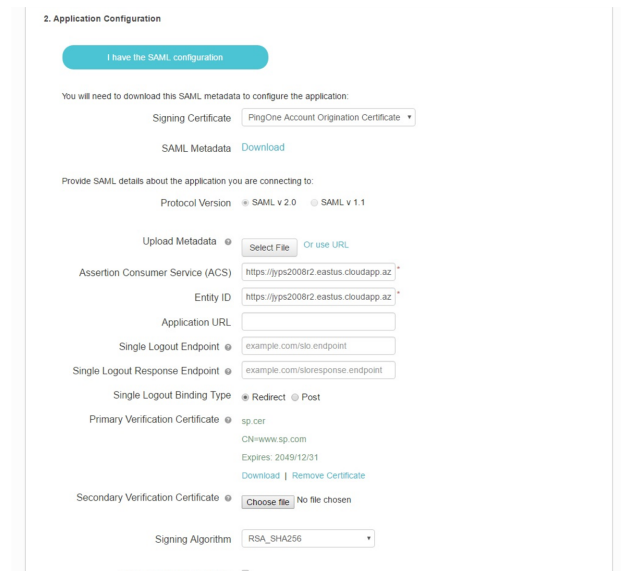 2. Application Configuration
I have the SAML configuration
You will need to download this SAML metadata to configure the application:
Signing Certificate PingOne Account Origination Certificate
SAML Metadata Download
Provide SAML details about the application you are connecting to:
Protocol Version SAML v 2.0 SAML v 1.1
Upload Metadata Select File Or use URL
Assertion Consumer Service (ACS) https://jyps2008r2.eastus.cloudapp.az *
Entity ID https://jyps2008r2.eastus.cloudapp.az *
Application URL
Single Logout Endpoint example.com/slo.endpoint
Single Logout Response Endpoint example.com/sloresponse.endpoint
Single Logout Binding Type Redirect Post
Primary Verification Certificate sp.cer
CN=www.sp.com
Expires: 2049/12/31
Download | Remove Certificate
Secondary Verification Certificate Choose file No file chosen
Signing Algorithm RSA_SHA256